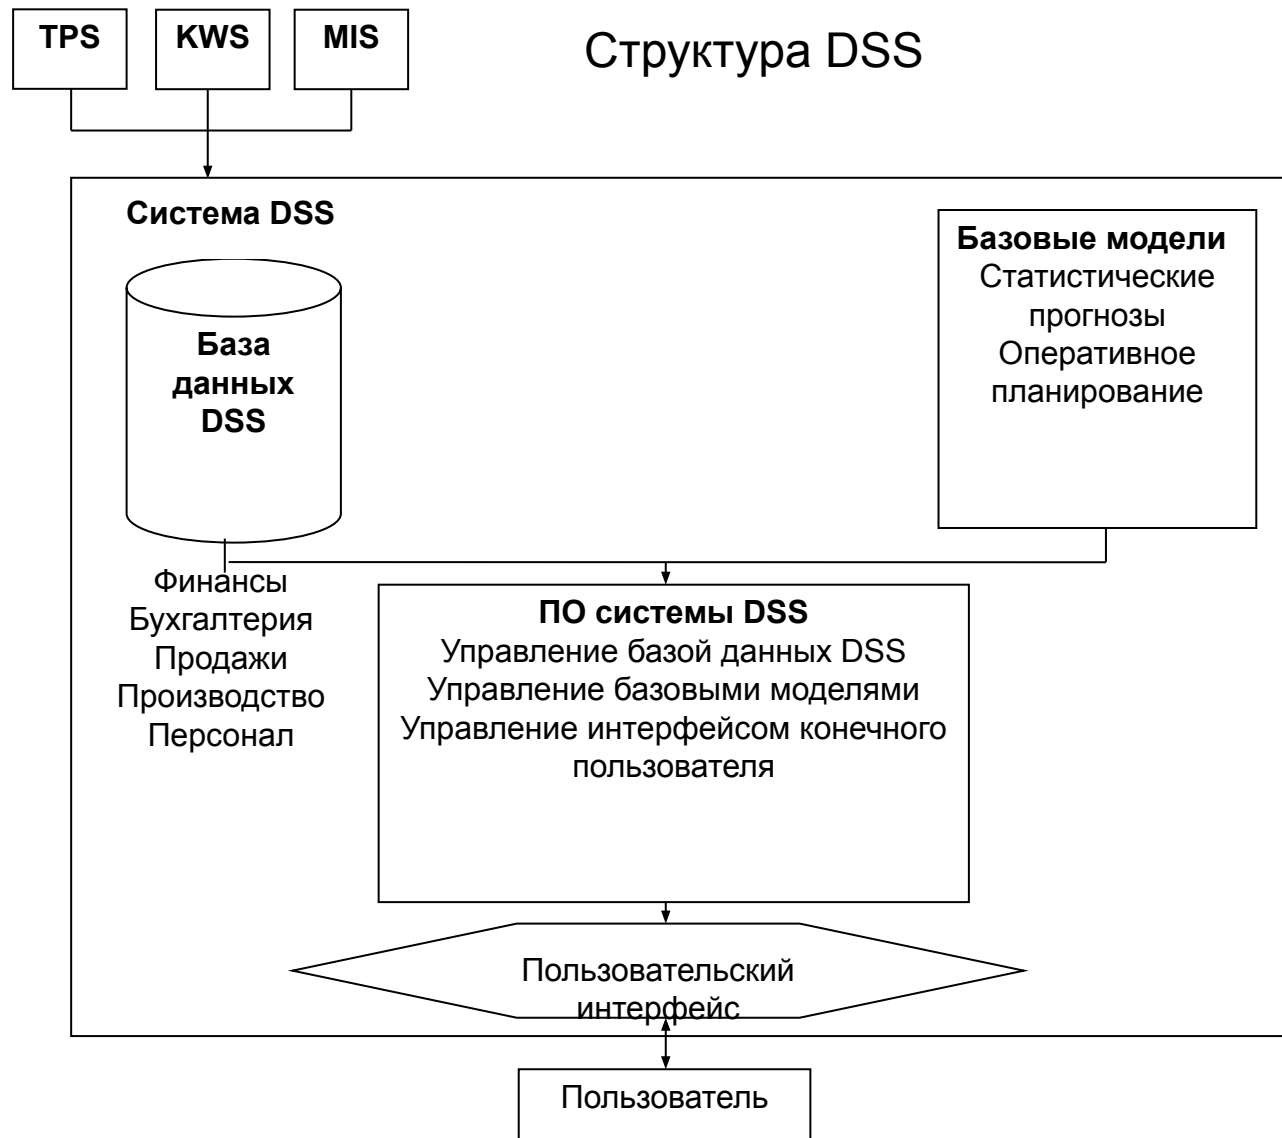 TPS
KWS
MIS
Структура DSS
Система DSS
База
данных
DSS
Финансы
Бухгалтерия
Продажи
Производство
Персонал
Базовые модели
Статистические
прогнозы
Оперативное
планирование
ПО системы DSS
Управление базой данных DSS
Управление базовыми моделями
Управление интерфейсом конечного
пользователя
Пользовательский
интерфейс
Пользователь